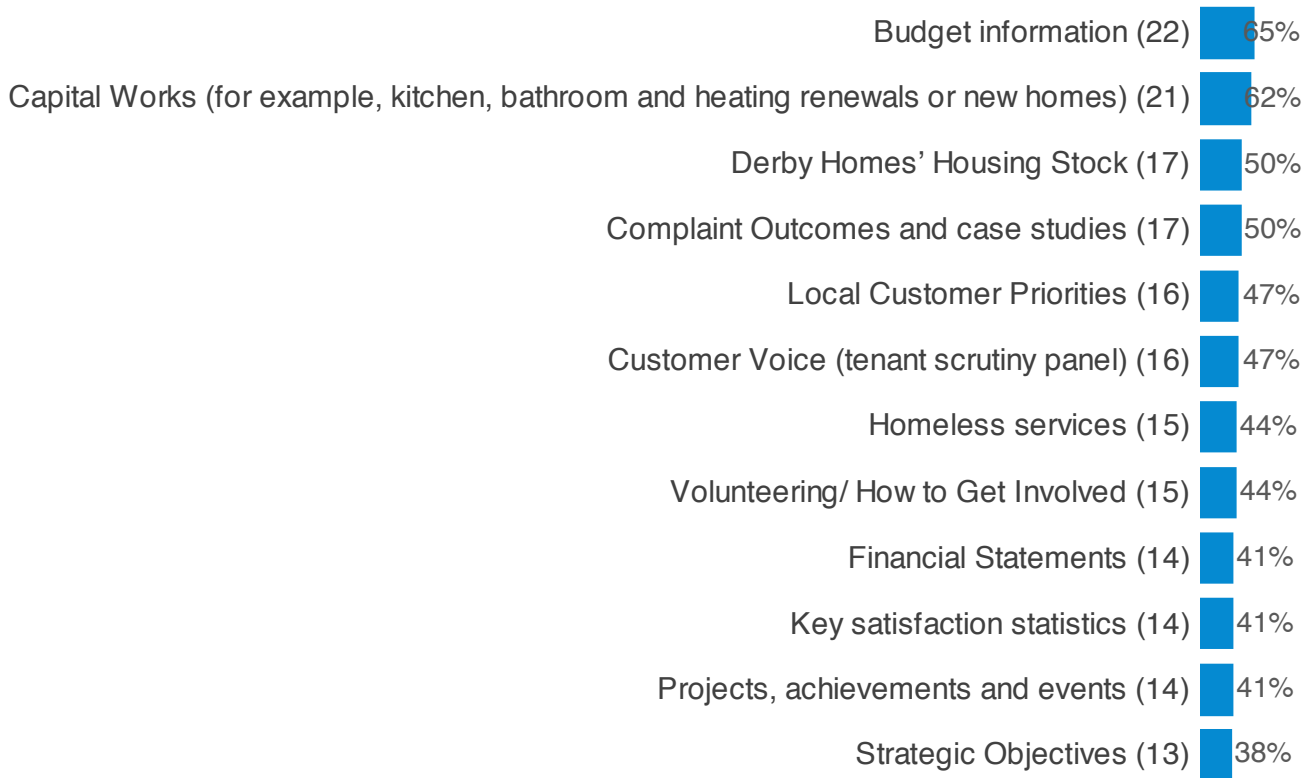 Budget information (22) 65%
Capital Works (for example, kitchen, bathroom and heating renewals or new homes) (21) 62%
Derby Homes’ Housing Stock (17) 50%
Complaint Outcomes and case studies (17) 50%
Local Customer Priorities (16) 47%
Customer Voice (tenant scrutiny panel) (16) 47%
Homeless services (15) 44%
Volunteering/ How to Get Involved (15) 44%
Financial Statements (14) 41%
Key satisfaction statistics (14) 41%
Projects, achievements and events (14) 41%
Strategic Objectives (13) 38%